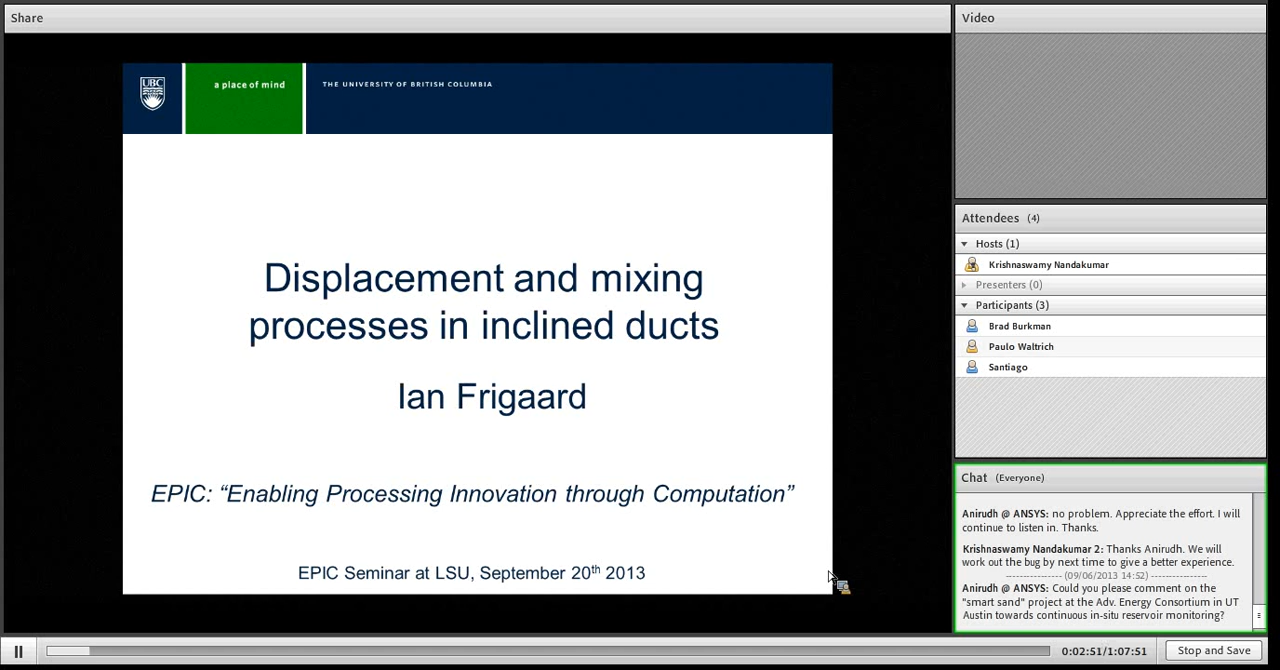 Share
UBC
a place of mind
THE UNIVERSITY OF BRITISH COLUMBIA
Displacement and mixing
processes in inclined ducts
Ian Frigaard
EPIC: “Enabling Processing Innovation through Computation”
EPIC Seminar at LSU, September 20th 2013
Video
Attendees (4)
Hosts (1)
Krishnaswamy Nandakumar
Presenters (0)
Participants (3)
Brad Burkman
Paulo Waltrich
Santiago
Chat (Everyone)
Anirudh @ ANSYS: no problem. Appreciate the effort. I will
continue to listen in. Thanks.
Krishnaswamy Nandakumar 2: Thanks Anirudh. We will
work out the bug by next time to give a better experience.
---------------- (09/06/2013 14:52) ----------------
Anirudh @ ANSYS: Could you please comment on the
"smart sand" project at the Adv. Energy Consortium in UT
Austin towards continuous in-situ reservoir monitoring?
0:02:51/1:07:51
Stop and Save